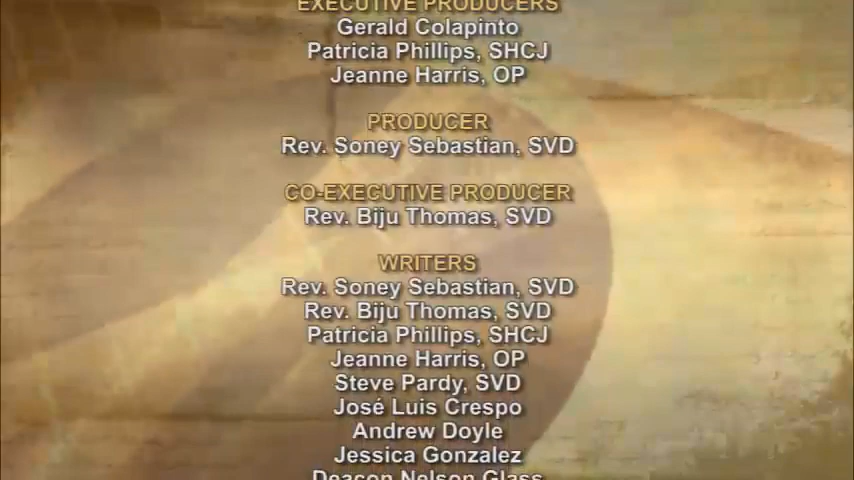 EXECUTIVE PRODUCERS
Gerald Colapinto
Patricia Phillips, SHCJ
Jeanne Harris, OP
PRODUCER
Rev. Soney Sebastian, SVD
CO-EXECUTIVE PRODUCER
Rev. Biju Thomas, SVD
WRITERS
Rev. Soney Sebastian, SVD
Rev. Biju Thomas, SVD
Patricia Phillips, SHCJ
Jeanne Harris, OP
Steve Pardy, SVD
José Luis Crespo
Andrew Doyle
Jessica Gonzalez
Deacon Nelson Glass